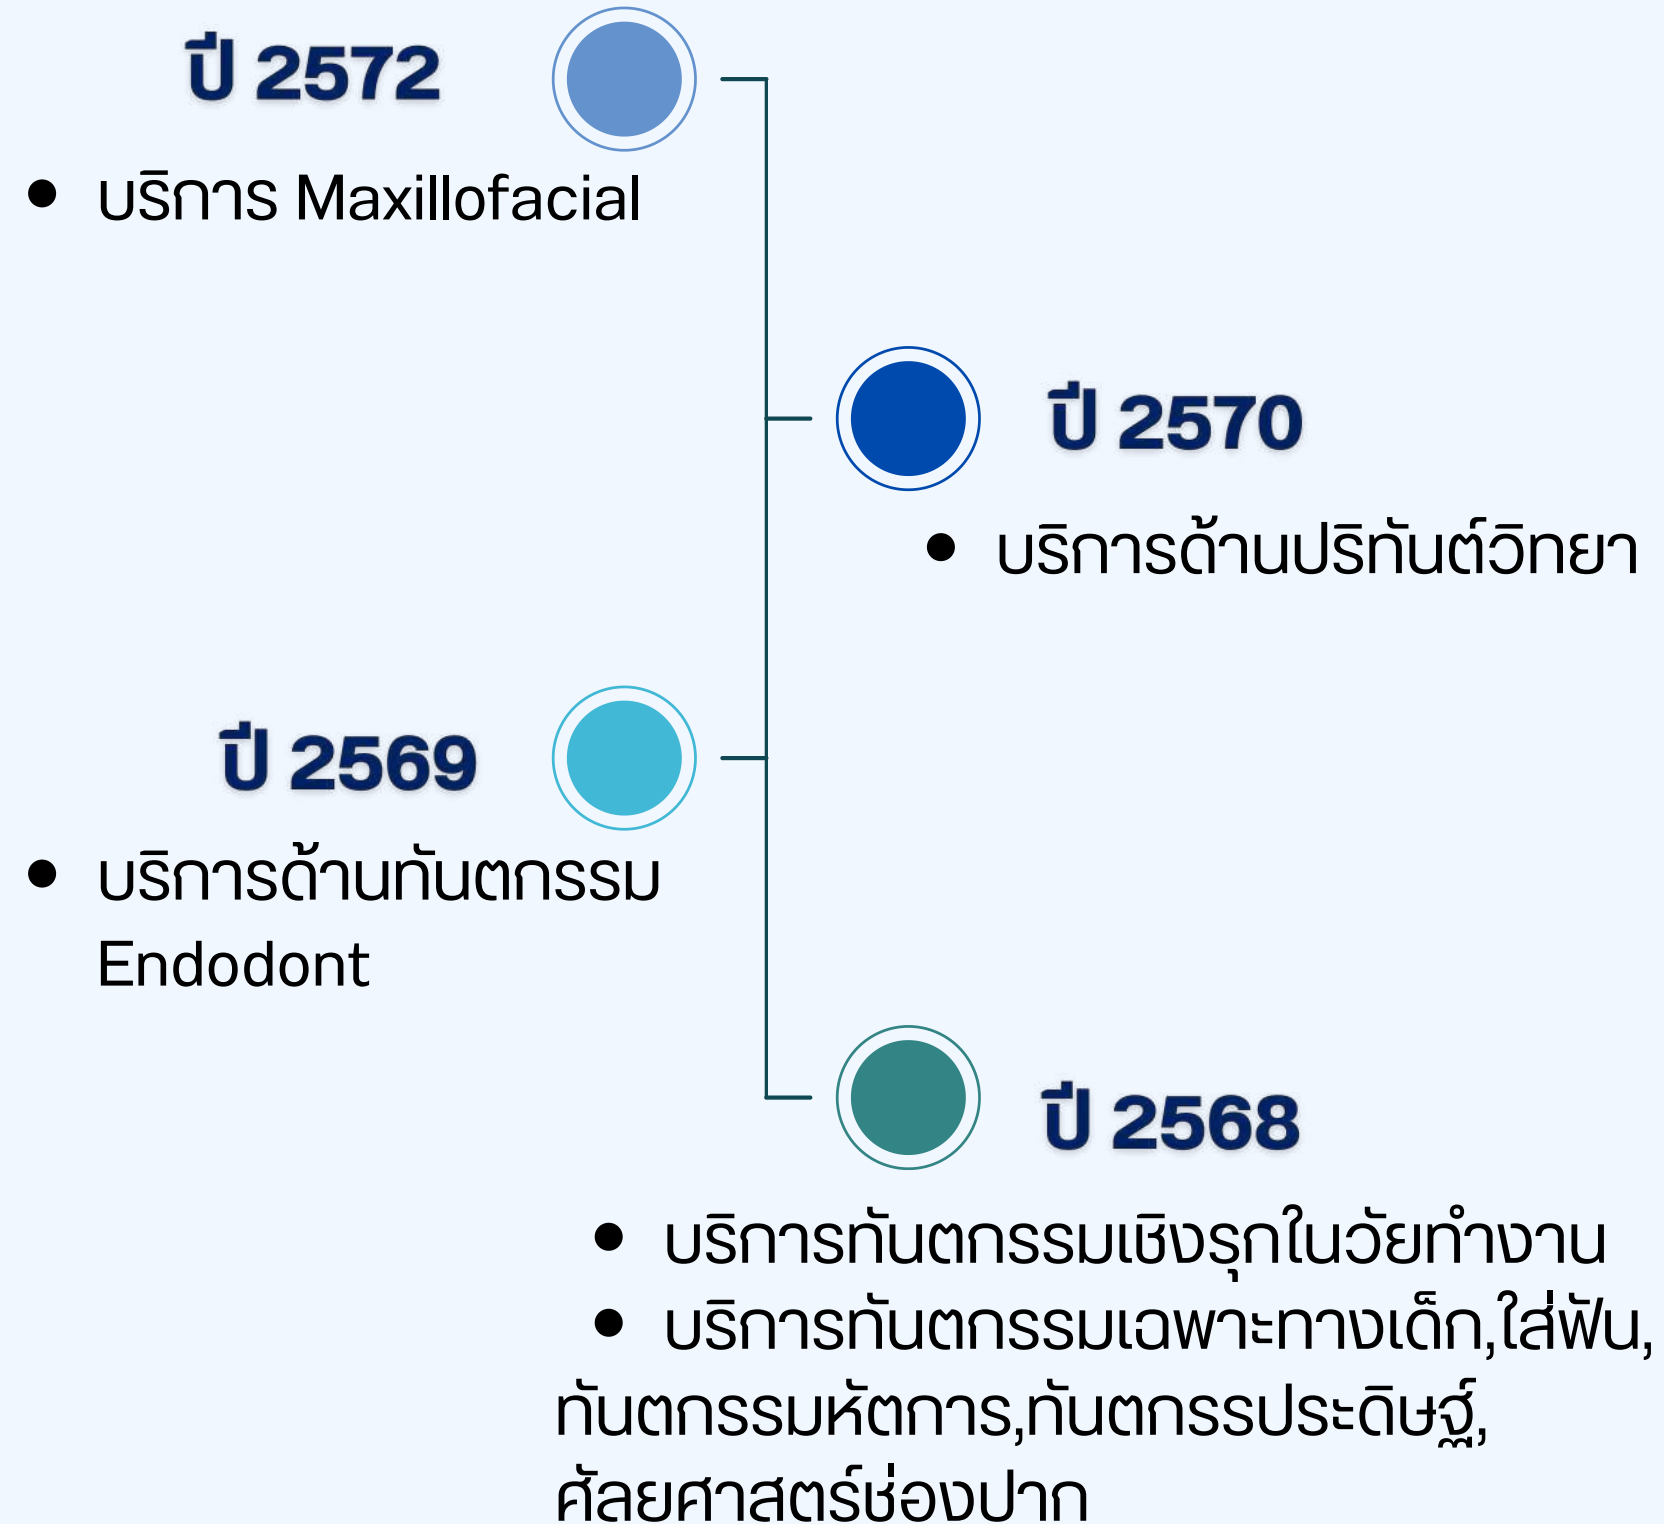 ปี 2572
• บริการ Maxillofacial
ปี 2570
• บริการด้านปริทันต์วิทยา
ปี 2569
• บริการด้านทันตกรรม
Endodont
ปี 2568
• บริการทันตกรรมเชิงรุกในวัยทำงาน
• บริการทันตกรรมเฉพาะทางเด็ก,ใส่ฟัน,
ทันตกรรมหัตการ,ทันตกรรประดิษฐ์,
ศัลยศาสตร์ช่องปาก